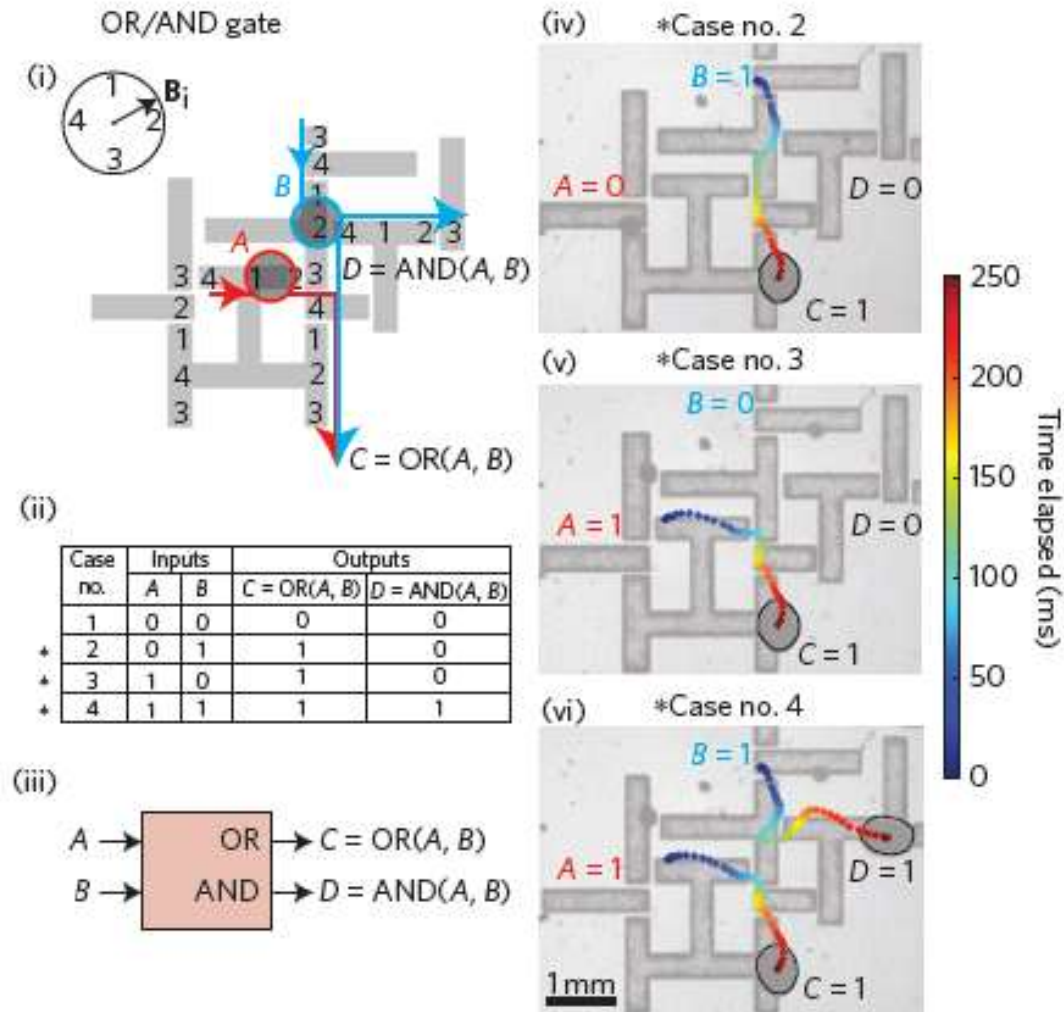 OR/AND gate
(i)
1
4 2
3
B_i
3
4
1
B
2 4 1 2 3
A
D = AND(A, B)
3 4 1 2 3
2 4
1 1
4 2
3 3
C = OR(A, B)
(ii)
Case no. Inputs Outputs
A B C = OR(A, B) D = AND(A, B)
1 0 0 0 0
* 2 0 1 1 0
* 3 1 0 1 0
* 4 1 1 1 1
(iii)
A OR C = OR(A, B)
B AND D = AND(A, B)
(iv) *Case no. 2
B = 1
A = 0
D = 0
C = 1
(v) *Case no. 3
B = 0
A = 1
D = 0
C = 1
(vi) *Case no. 4
B = 1
A = 1
D = 1
C = 1
1 mm
250
200
150
100
50
0
Time elapsed (ms)